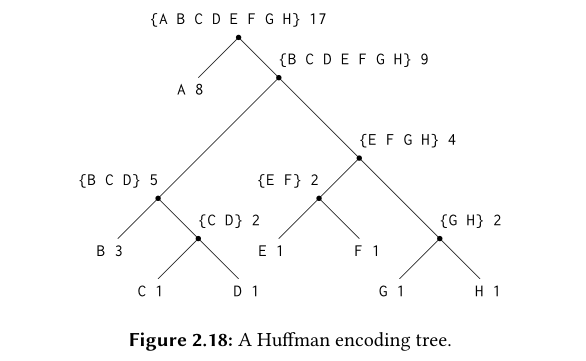 {A B C D E F G H} 17
{B C D E F G H} 9
A 8
{E F G H} 4
{B C D} 5
{E F} 2
{C D} 2
{G H} 2
B 3
E 1
F 1
C 1
D 1
G 1
H 1
Figure 2.18: A Huffman encoding tree.